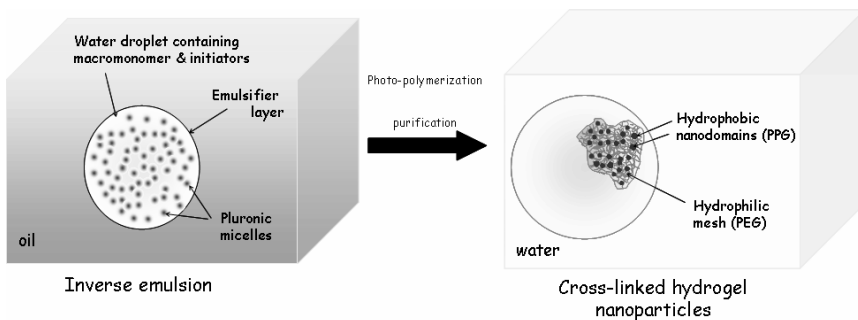 Water droplet containing
macromonomer & initiators
Emulsifier
layer
Pluronic
micelles
oil
Inverse emulsion
Photo-polymerization
purification
Hydrophobic
nanodomains (PPG)
Hydrophilic
mesh (PEG)
water
Cross-linked hydrogel
nanoparticles